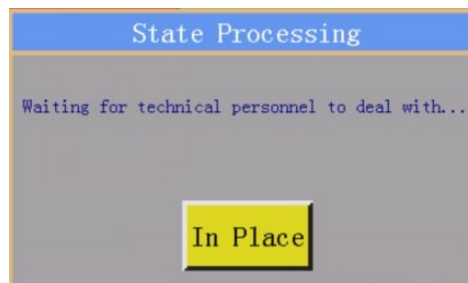 State Processing
Waiting for technical personnel to deal with...
In Place